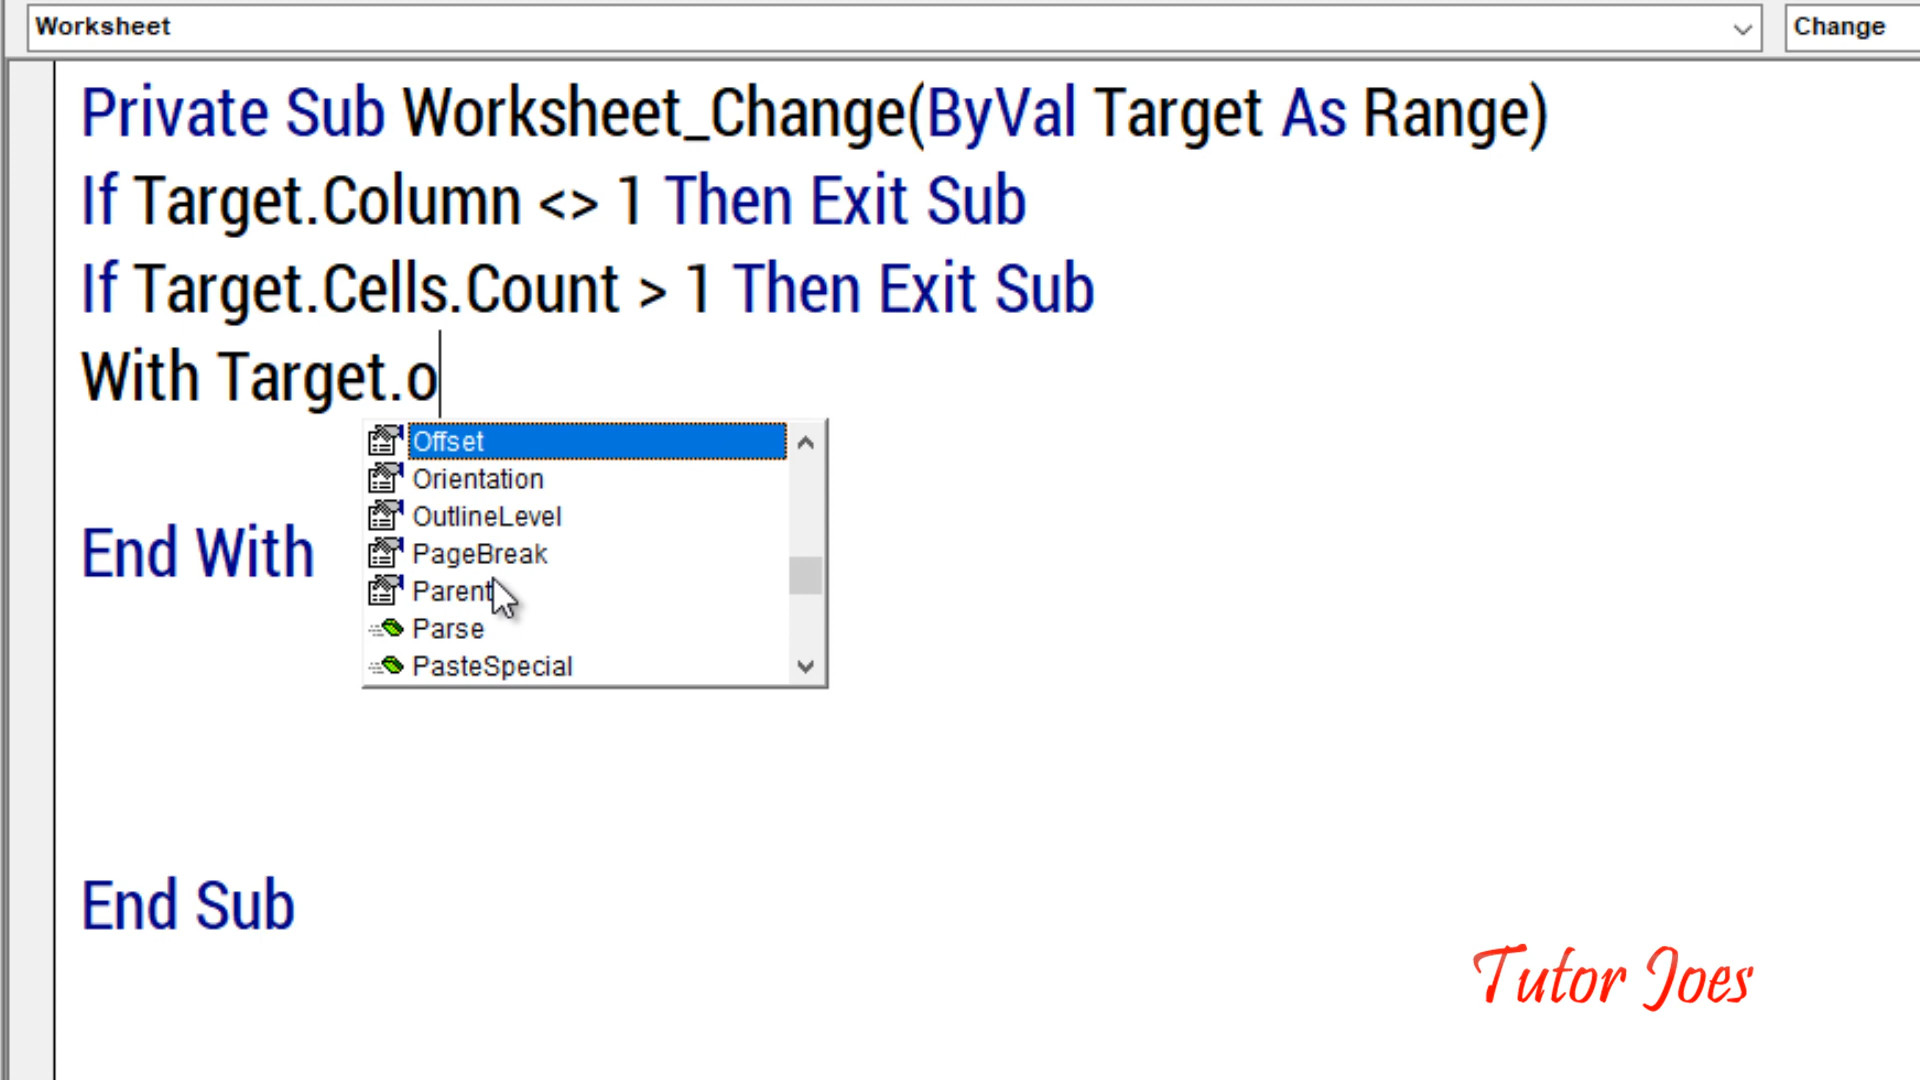 Worksheet
Change
Private Sub Worksheet_Change(ByVal Target As Range)
If Target.Column <> 1 Then Exit Sub
If Target.Cells.Count > 1 Then Exit Sub
With Target.o
Offset
Orientation
OutlineLevel
PageBreak
Parent
Parse
PasteSpecial
End With
End Sub
Tutor Joes